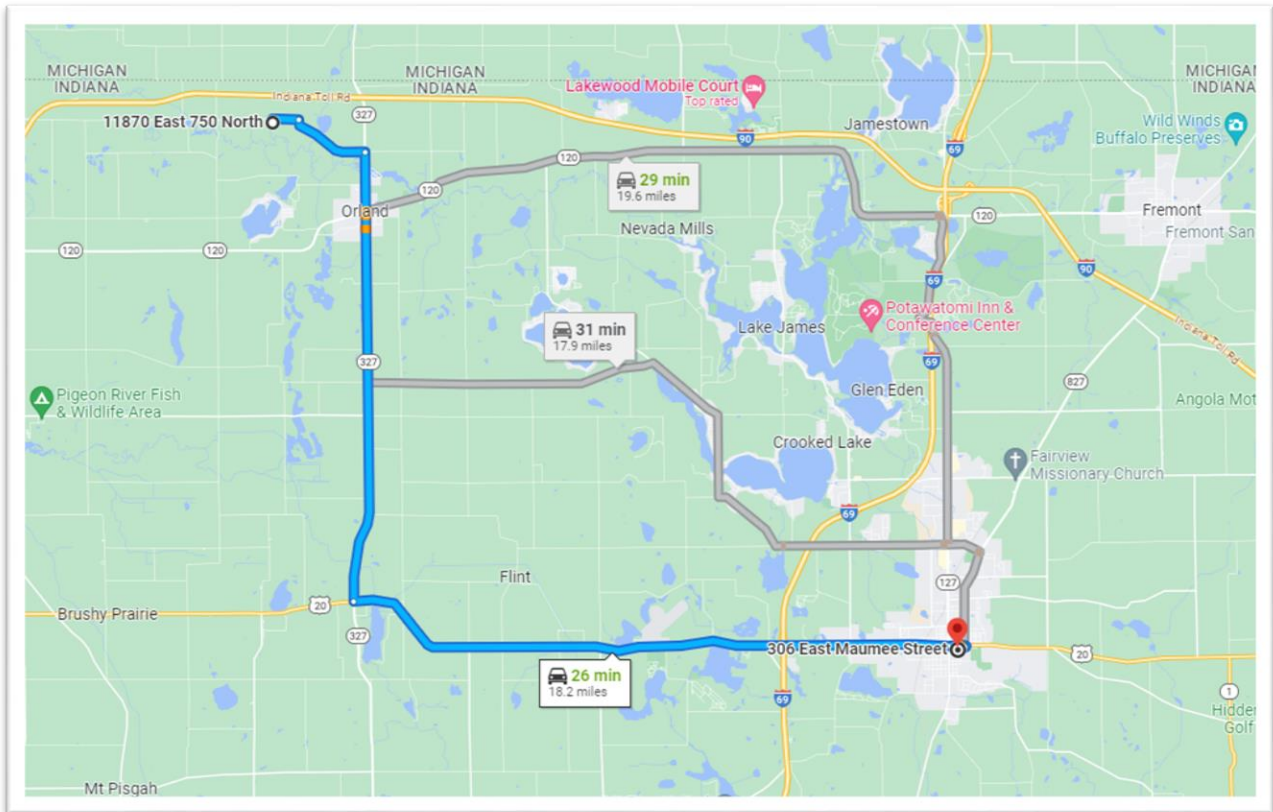 MICHIGAN
INDIANA
MICHIGAN
INDIANA
MICHIGAN
INDIANA
Indiana Toll Rd
Lakewood Mobile Court
Top rated
11870 East 750 North
327
90
Jamestown
69
Wild Winds
Buffalo Preserves
120
29 min
19.6 miles
120
Orland
120
Fremont
Nevada Mills
Fremont San
120
120
90
69
Potawatomi Inn &
Conference Center
Lake James
31 min
17.9 miles
Indiana Toll Rd
327
69
827
Pigeon River Fish
& Wildlife Area
Glen Eden
Angola Mot
Crooked Lake
Fairview
Missionary Church
69
Flint
127
20
Brushy Prairie
327
306 East Maumee Street
20
26 min
18.2 miles
69
1
Hidden
Golf
Mt Pisgah